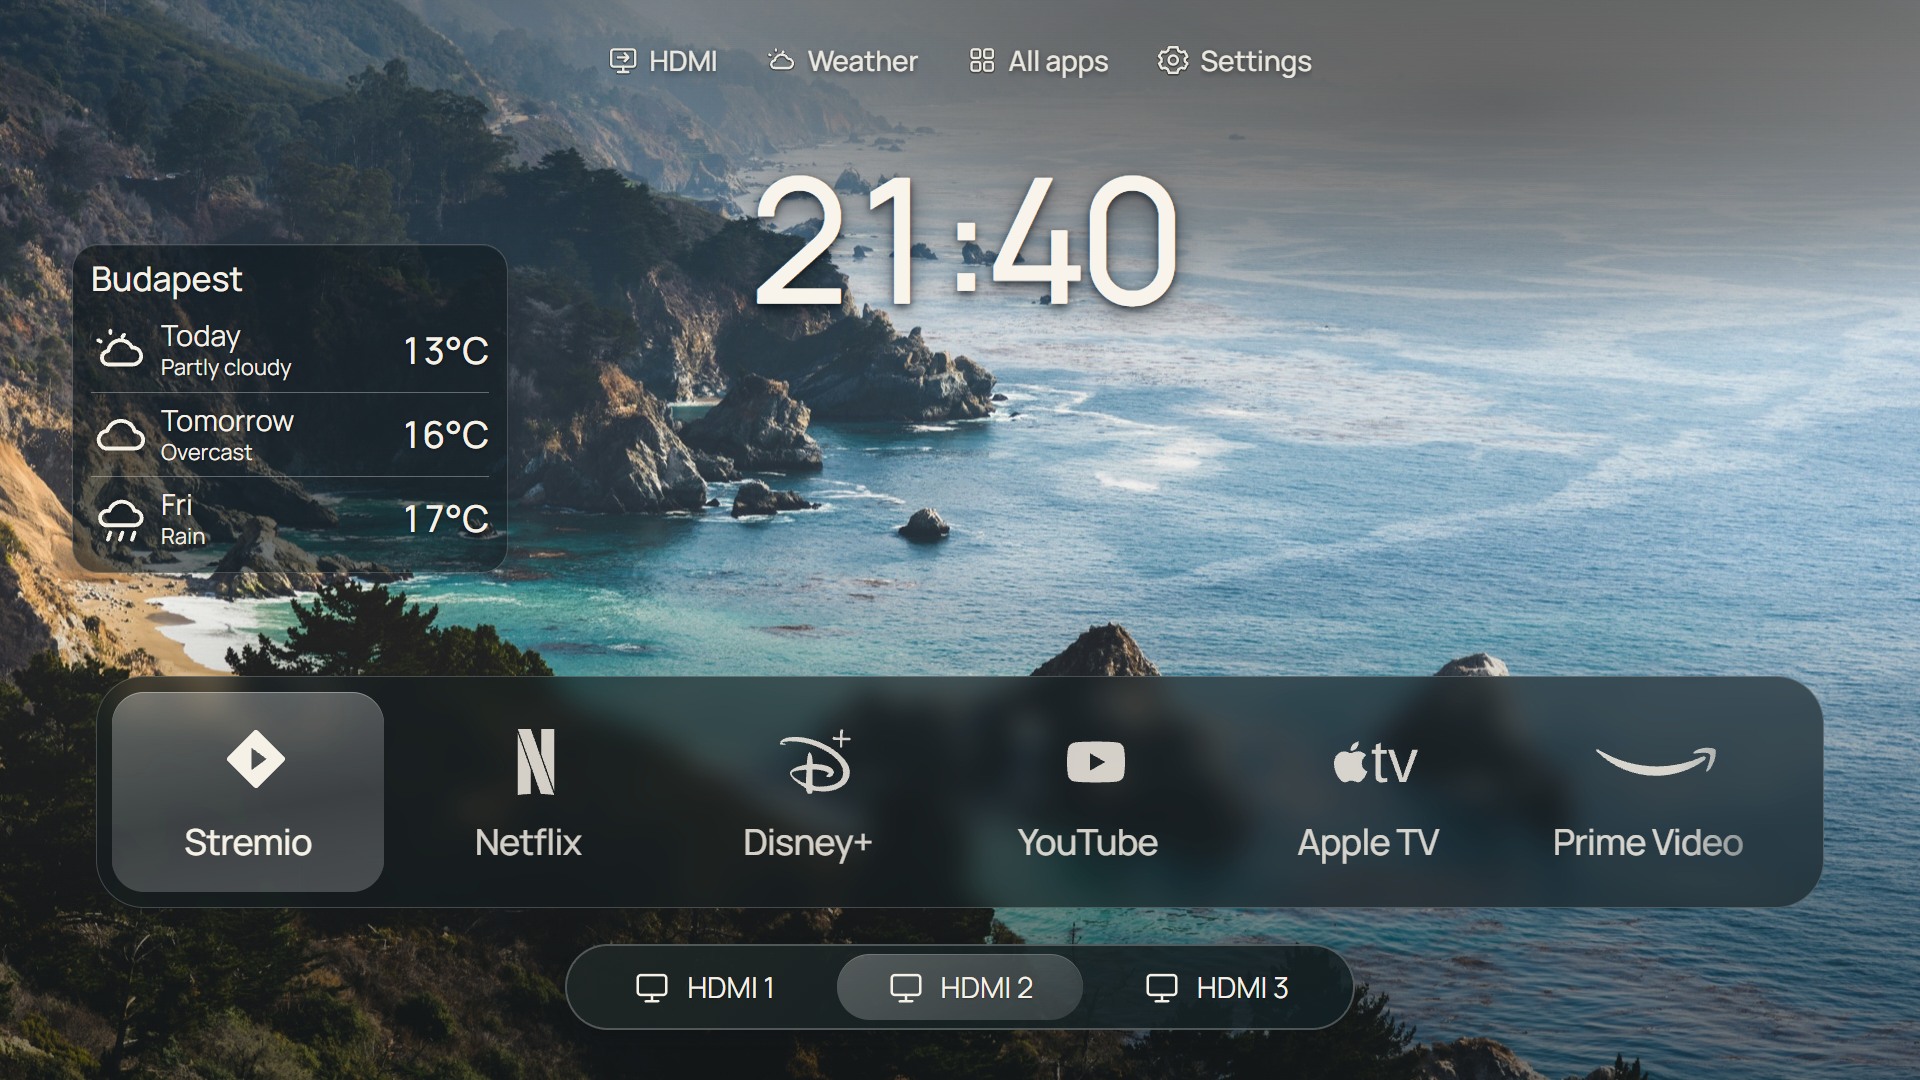 HDMI
Weather
All apps
Settings
21:40
Budapest
Today
Partly cloudy
13°C
Tomorrow
Overcast
16°C
Fri
Rain
17°C
N
D+
tv
Stremio
Netflix
Disney+
YouTube
Apple TV
Prime Video
HDMI 1
HDMI 2
HDMI 3